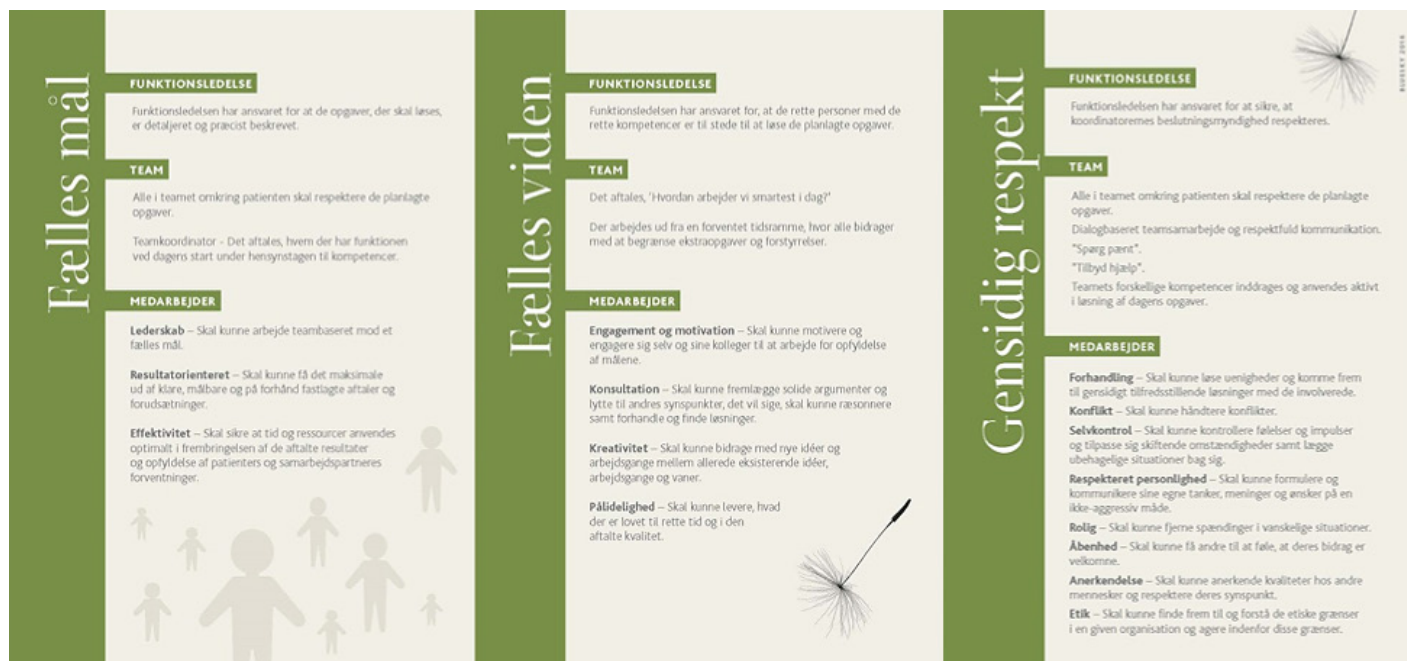 Fælles mål
FUNKTIONSLEDELSE
Funktionsledelsen har ansvaret for at de opgaver, der skal løses,
er detaljeret og præcist beskrevet.
TEAM
Alle i teamet omkring patienten skal respektere de planlagte
opgaver.
Teamkoordinator - Det aftales, hvem der har funktionen
ved dagens start under hensynstagen til kompetencer.
MEDARBEJDER
Lederskab – Skal kunne arbejde teambaseret mod et
fælles mål.
Resultatorienteret – Skal kunne få det maksimale
ud af klare, målbare og på forhånd fastlagte aftaler og
forudsætninger.
Effektivitet – Skal sikre at tid og ressourcer anvendes
optimalt i frembringelsen af de aftalte resultater
og opfyldelse af patienters og samarbejdspartneres
forventninger.
Fælles viden
FUNKTIONSLEDELSE
Funktionsledelsen har ansvaret for, at de rette personer med de
rette kompetencer er til stede til at løse de planlagte opgaver.
TEAM
Det aftales, 'Hvordan arbejder vi smartest i dag?'
Der arbejdes ud fra en forventet tidsramme, hvor alle bidrager
med at begrænse ekstraopgaver og forstyrrelser.
MEDARBEJDER
Engagement og motivation – Skal kunne motivere og
engagere sig selv og sine kolleger til at arbejde for opfyldelse
af målene.
Konsultation – Skal kunne fremlægge solide argumenter og
lytte til andres synspunkter, det vil sige, skal kunne ræsonnere
samt forhandle og finde løsninger.
Kreativitet – Skal kunne bidrage med nye idéer og
arbejdsgange mellem allerede eksisterende idéer,
arbejdsgange og vaner.
Pålidelighed – Skal kunne levere, hvad
der er lovet til rette tid og i den
aftalte kvalitet.
Gensidig respekt
FUNKTIONSLEDELSE
Funktionsledelsen har ansvaret for at sikre, at
koordinatorernes beslutningsmyndighed respekteres.
TEAM
Alle i teamet omkring patienten skal respektere de planlagte
opgaver.
Dialogbaseret teamsamarbejde og respektfuld kommunikation.
"Spørg pænt".
"Tilbyd hjælp".
Teamets forskellige kompetencer inddrages og anvendes aktivt
i løsning af dagens opgaver.
MEDARBEJDER
Forhandling – Skal kunne løse uenigheder og komme frem
til gensidigt tilfredsstillende løsninger med de involverede.
Konflikt – Skal kunne håndtere konflikter.
Selvkontrol – Skal kunne kontrollere følelser og impulser
og tilpasse sig skiftende omstændigheder samt lægge
ubehagelige situationer bag sig.
Respekteret personlighed – Skal kunne formulere og
kommunikere sine egne tanker, meninger og ønsker på en
ikke-aggressiv måde.
Rolig – Skal kunne fjerne spændinger i vanskelige situationer.
Åbenhed – Skal kunne få andre til at føle, at deres bidrag er
velkomne.
Anerkendelse – Skal kunne anerkende kvaliteter hos andre
mennesker og respektere deres synspunkt.
Etik – Skal kunne finde frem til og forstå de etiske grænser
i en given organisation og agere indenfor disse grænser.